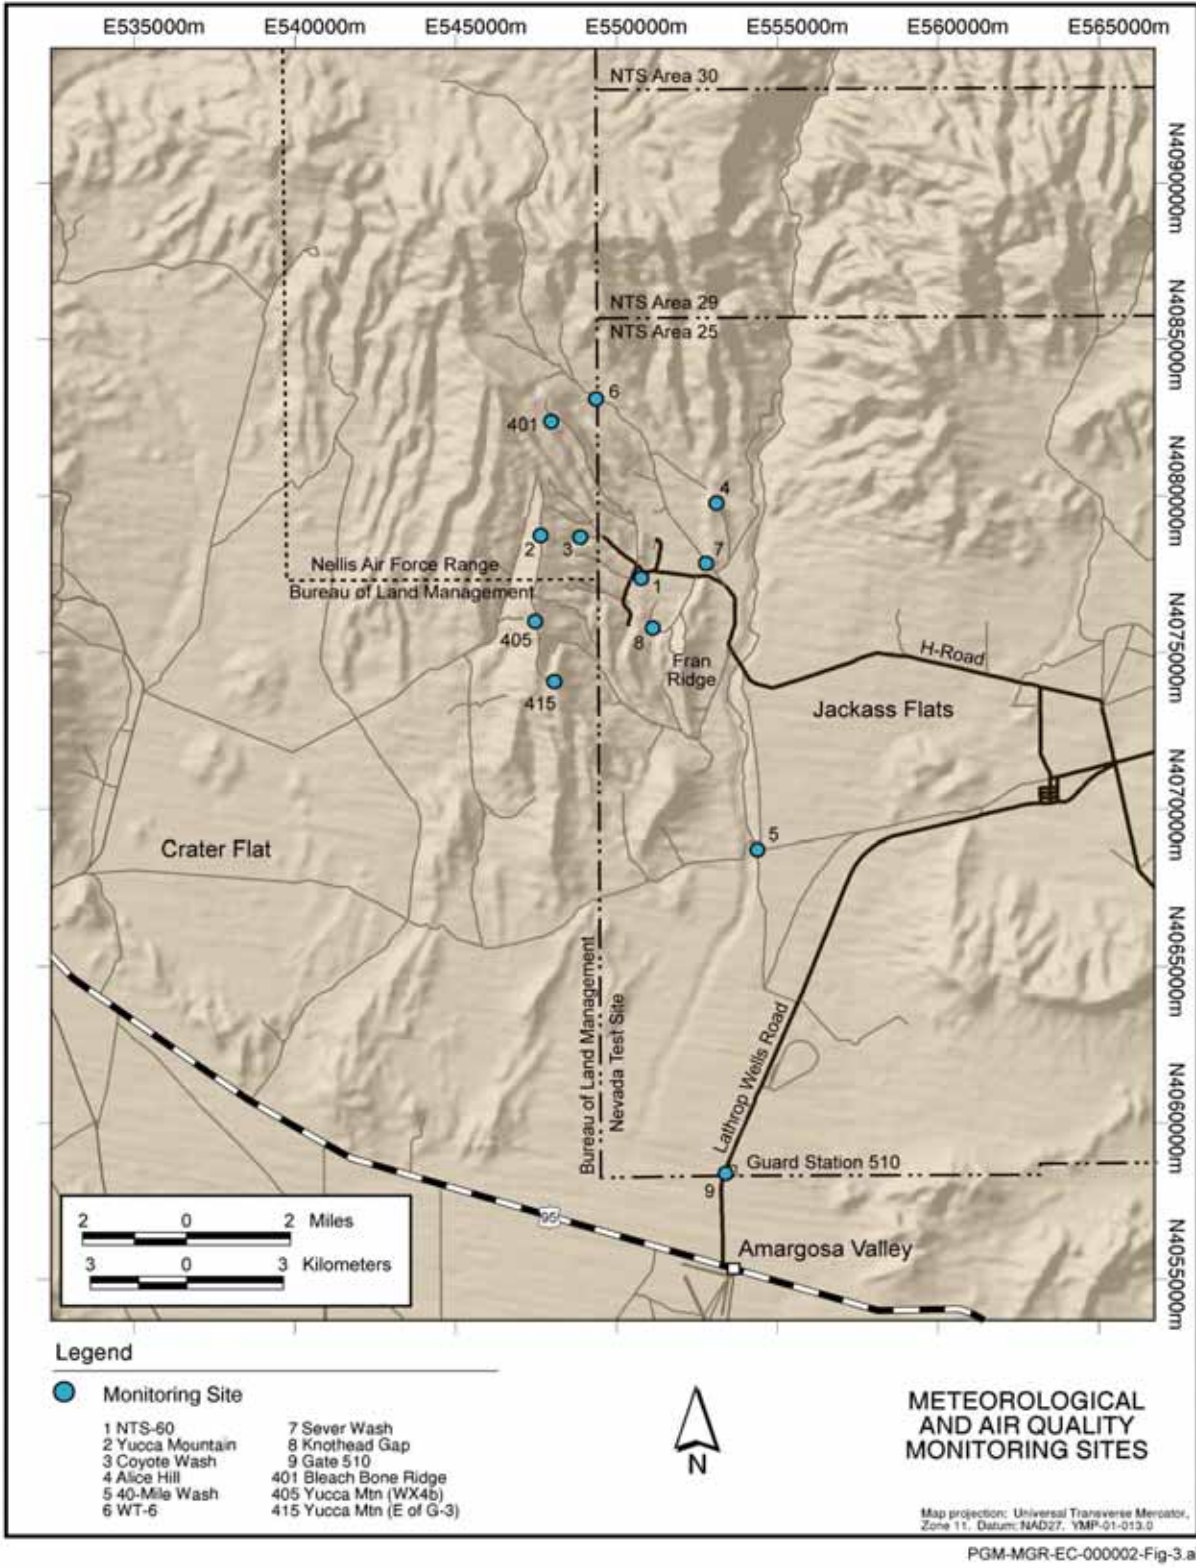 E535000m E540000m E545000m E550000m E555000m E560000m E565000m
NTS Area 30
N4090000m
NTS Area 29
NTS Area 25
N4085000m
6
401
4
N4080000m
2
3
7
Nellis Air Force Range
1
Bureau of Land Management
405
8
H-Road
N4075000m
Fran
Ridge
415
Jackass Flats
N4070000m
5
Crater Flat
N4065000m
Bureau of Land Management
Nevada Test Site
Lathrop Wells Road
N4060000m
Guard Station 510
9
95
Amargosa Valley
N4055000m
2 0 2 Miles
3 0 3 Kilometers
Legend
Monitoring Site
1 NTS-60
2 Yucca Mountain
3 Coyote Wash
4 Alice Hill
5 40-Mile Wash
6 WT-6
7 Sever Wash
8 Knothead Gap
9 Gate 510
401 Bleach Bone Ridge
405 Yucca Mtn (WX4b)
415 Yucca Mtn (E of G-3)
N
METEOROLOGICAL
AND AIR QUALITY
MONITORING SITES
Map projection: Universal Transverse Mercator,
Zone 11, Datum: NAD27, YMP-01-013.0
PGM-MGR-EC-000002-Fig-3.a